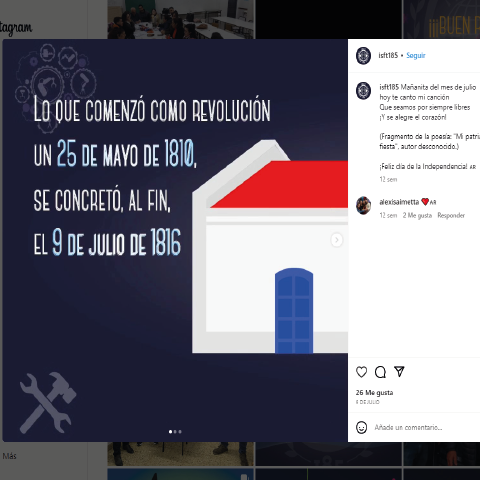 stagram
¡¡¡BUEN
LO QUE COMENZÓ COMO REVOLUCIÓN
UN 25 DE MAYO DE 1810,
SE CONCRETÓ, AL FIN,
EL 9 DE JULIO DE 1816
isft185 • Seguir
isft185 Mañanita del mes de julio
hoy te canto mi canción
Que seamos por siempre libres
¡Y se alegre el corazón!
(Fragmento de la poesía: "Mi patria
fiesta", autor desconocido.)
¡Feliz día de la Independencia! AR
12 sem
alexisaimetta ❤️AR
12 sem 2 Me gusta Responder
26 Me gusta
9 DE JULIO
Añade un comentario...
Más